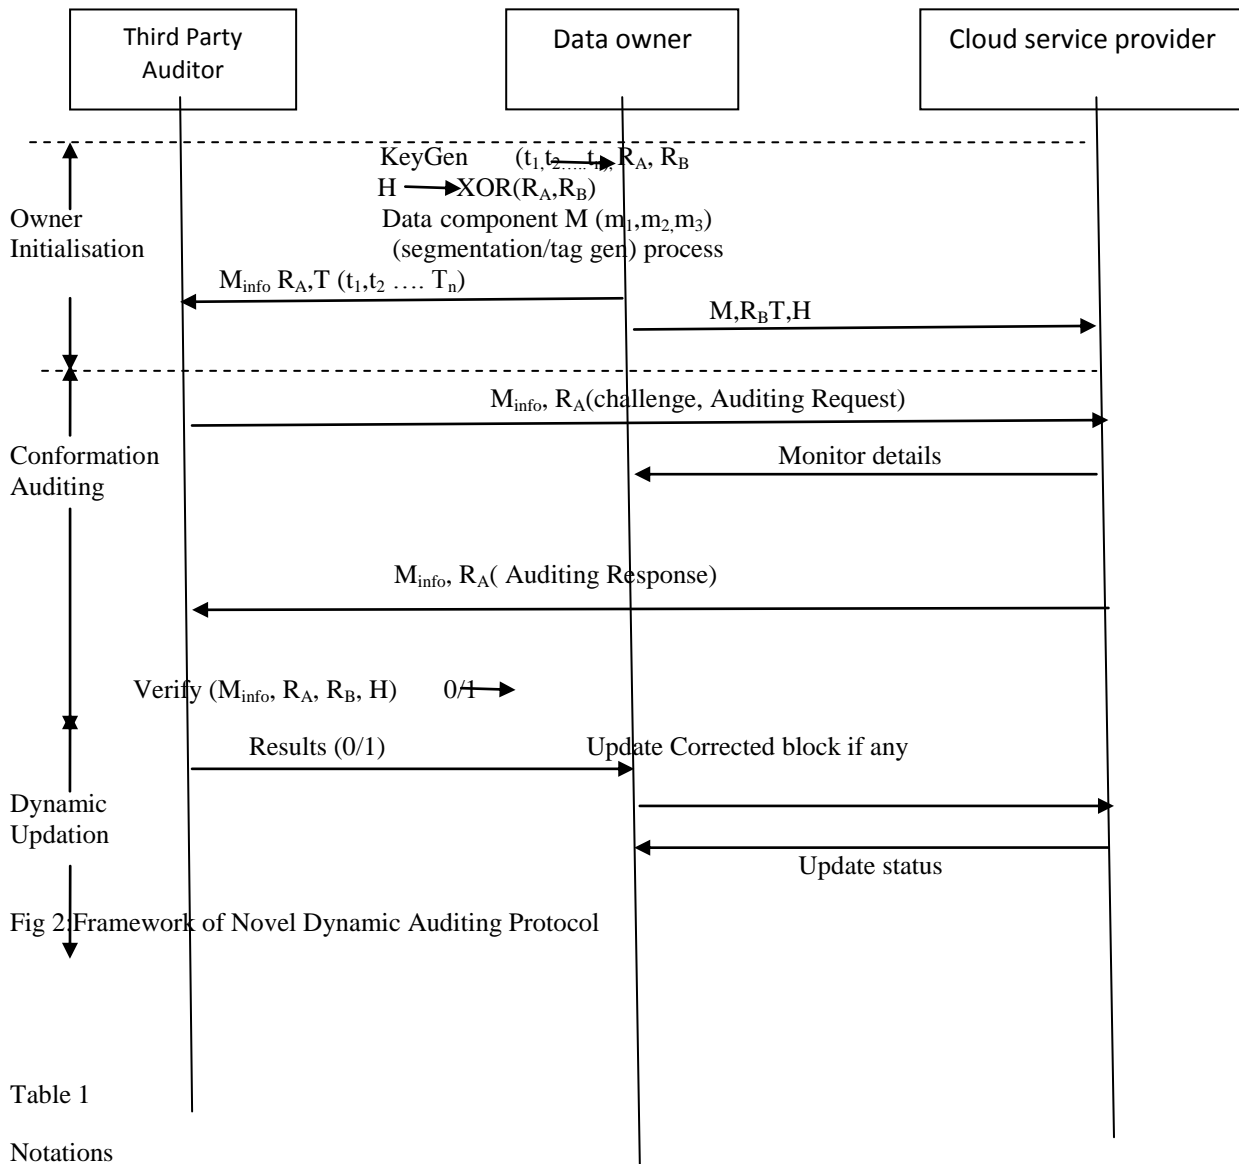 Third Party
Auditor
Data owner
Cloud service provider
KeyGen (t1,t2.....tn), RA, RB
H XOR(RA,RB)
Data component M (m1,m2,m3)
(segmentation/tag gen) process
Owner
Initialisation
Minfo RA,T (t1,t2 .... Tn)
M,RBT,H
Minfo, RA(challenge, Auditing Request)
Conformation
Auditing
Monitor details
Minfo, RA( Auditing Response)
Verify (Minfo, RA, RB, H) 0/1
Results (0/1)
Update Corrected block if any
Dynamic
Updation
Update status
Fig 2:Framework of Novel Dynamic Auditing Protocol
Table 1
Notations